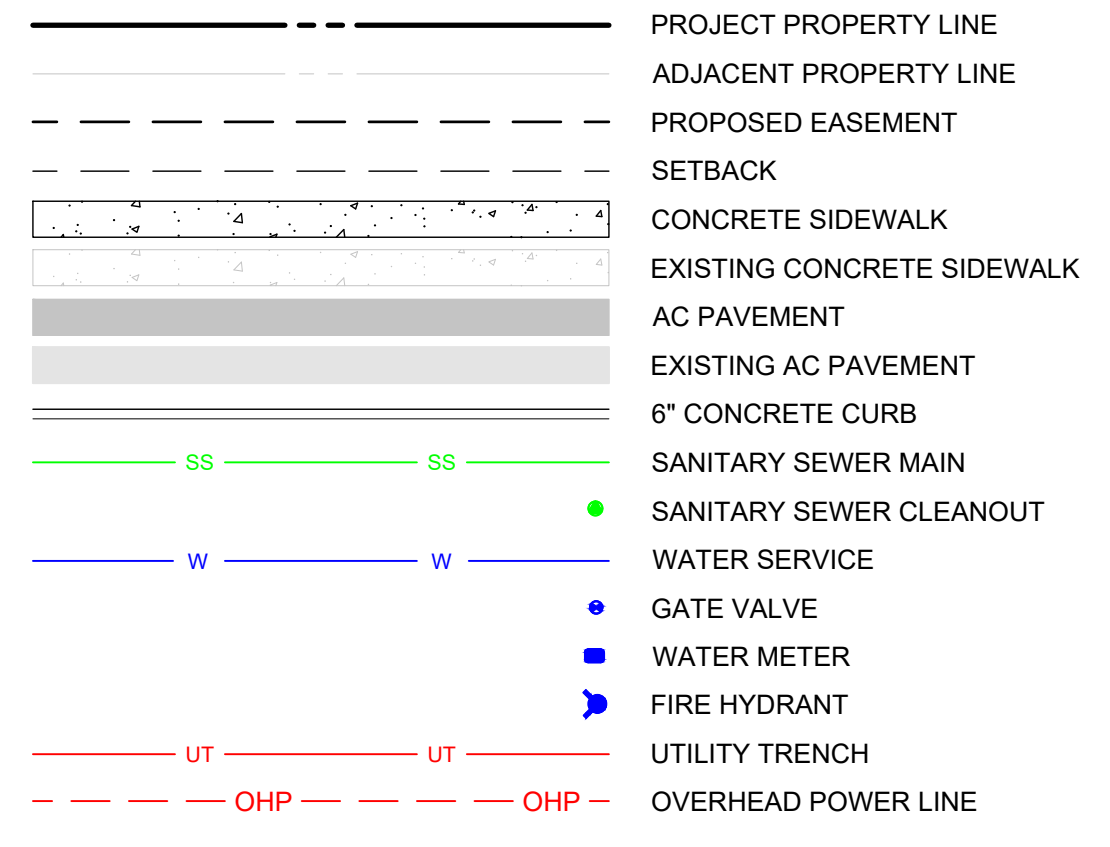 PROJECT PROPERTY LINE
ADJACENT PROPERTY LINE
PROPOSED EASEMENT
SETBACK
CONCRETE SIDEWALK
EXISTING CONCRETE SIDEWALK
AC PAVEMENT
EXISTING AC PAVEMENT
6" CONCRETE CURB
SS SS SANITARY SEWER MAIN
SANITARY SEWER CLEANOUT
W W WATER SERVICE
GATE VALVE
WATER METER
FIRE HYDRANT
UT UT UTILITY TRENCH
OHP OHP OVERHEAD POWER LINE